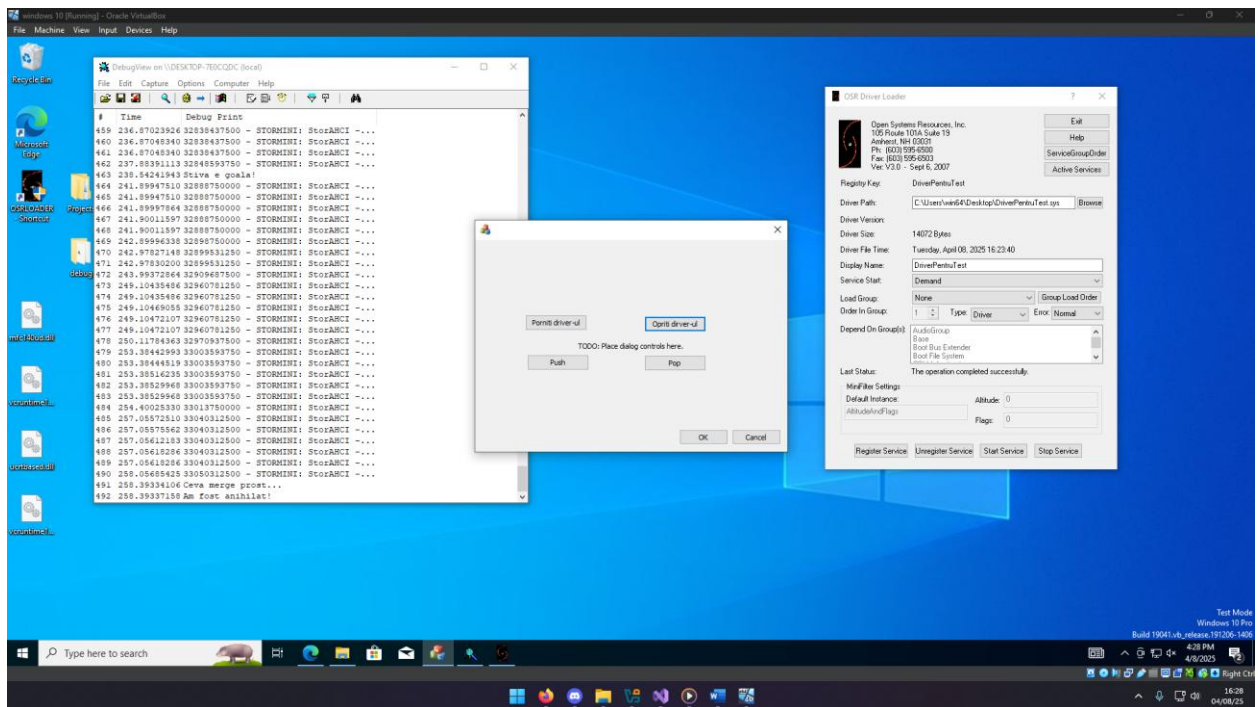 windows 10 [Running] - Oracle VirtualBox
File Machine View Input Devices Help
Recycle Bin
Microsoft Edge
OSRLOADER - Shortcut
Project
debug
mfc140ud.dll
ucrtbased.dll
DebugView on \\DESKTOP-7E0CQDC (local)
File Edit Capture Options Computer Help
# Time Debug Print
459 236.87023926 32838437500 - STORMINI: StorAHCI -...
460 236.87048340 32838437500 - STORMINI: StorAHCI -...
461 236.87048340 32838437500 - STORMINI: StorAHCI -...
462 237.88391113 32848593750 - STORMINI: StorAHCI -...
463 238.54241943 Stiva e goala!
464 241.89947510 32888750000 - STORMINI: StorAHCI -...
465 241.89947510 32888750000 - STORMINI: StorAHCI -...
466 241.89997864 32888750000 - STORMINI: StorAHCI -...
467 241.90011597 32888750000 - STORMINI: StorAHCI -...
468 241.90011597 32888750000 - STORMINI: StorAHCI -...
469 242.89996338 32898750000 - STORMINI: StorAHCI -...
470 242.97827148 32899531250 - STORMINI: StorAHCI -...
471 242.97830200 32899531250 - STORMINI: StorAHCI -...
472 243.99372864 32909687500 - STORMINI: StorAHCI -...
473 249.10435486 32960781250 - STORMINI: StorAHCI -...
474 249.10435486 32960781250 - STORMINI: StorAHCI -...
475 249.10469055 32960781250 - STORMINI: StorAHCI -...
476 249.10472107 32960781250 - STORMINI: StorAHCI -...
477 249.10472107 32960781250 - STORMINI: StorAHCI -...
478 250.11784363 32970937500 - STORMINI: StorAHCI -...
479 253.38442993 33003593750 - STORMINI: StorAHCI -...
480 253.38444519 33003593750 - STORMINI: StorAHCI -...
481 253.38516235 33003593750 - STORMINI: StorAHCI -...
482 253.38529968 33003593750 - STORMINI: StorAHCI -...
483 253.38529968 33003593750 - STORMINI: StorAHCI -...
484 254.40025330 33013750000 - STORMINI: StorAHCI -...
485 257.05572510 33040312500 - STORMINI: StorAHCI -...
486 257.05575562 33040312500 - STORMINI: StorAHCI -...
487 257.05612183 33040312500 - STORMINI: StorAHCI -...
488 257.05618286 33040312500 - STORMINI: StorAHCI -...
489 257.05618286 33040312500 - STORMINI: StorAHCI -...
490 258.05685425 33050312500 - STORMINI: StorAHCI -...
491 258.39334106 Ceva merge prost...
492 258.39337158 Am fost anihilat!
Porniti driver-ul
Opriti dirver-ul
TODO: Place dialog controls here.
Push
Pop
OK
Cancel
OSR Driver Loader
Open Systems Resources, Inc.
105 Route 101A Suite 19
Amherst, NH 03031
Ph: (603) 595-6500
Fax: (603) 595-6503
Ver: V3.0 - Sept 6, 2007
Exit
Help
ServiceGroupOrder
Active Services
Registry Key: DriverPentruTest
Driver Path: C:\Users\win64\Desktop\DriverPentruTest.sys Browse
Driver Version:
Driver Size: 14072 Bytes
Driver File Time: Tuesday, April 08, 2025 16:23:40
Display Name: DriverPentruTest
Service Start: Demand
Load Group: None Group Load Order
Order In Group: 1 Type: Driver Error: Normal
Depend On Group(s): AudioGroup
Base
Boot Bus Extender
Boot File System
Last Status: The operation completed successfully.
MiniFilter Settings
Default Instance: Altitude: 0
AltitudeAndFlags
Flags: 0
Register Service Unregister Service Start Service Stop Service
Test Mode
Windows 10 Pro
Build 19041.vb_release.191206-1406
Type here to search
4:28 PM
4/8/2025
Right Ctrl
16:28
04/08/25